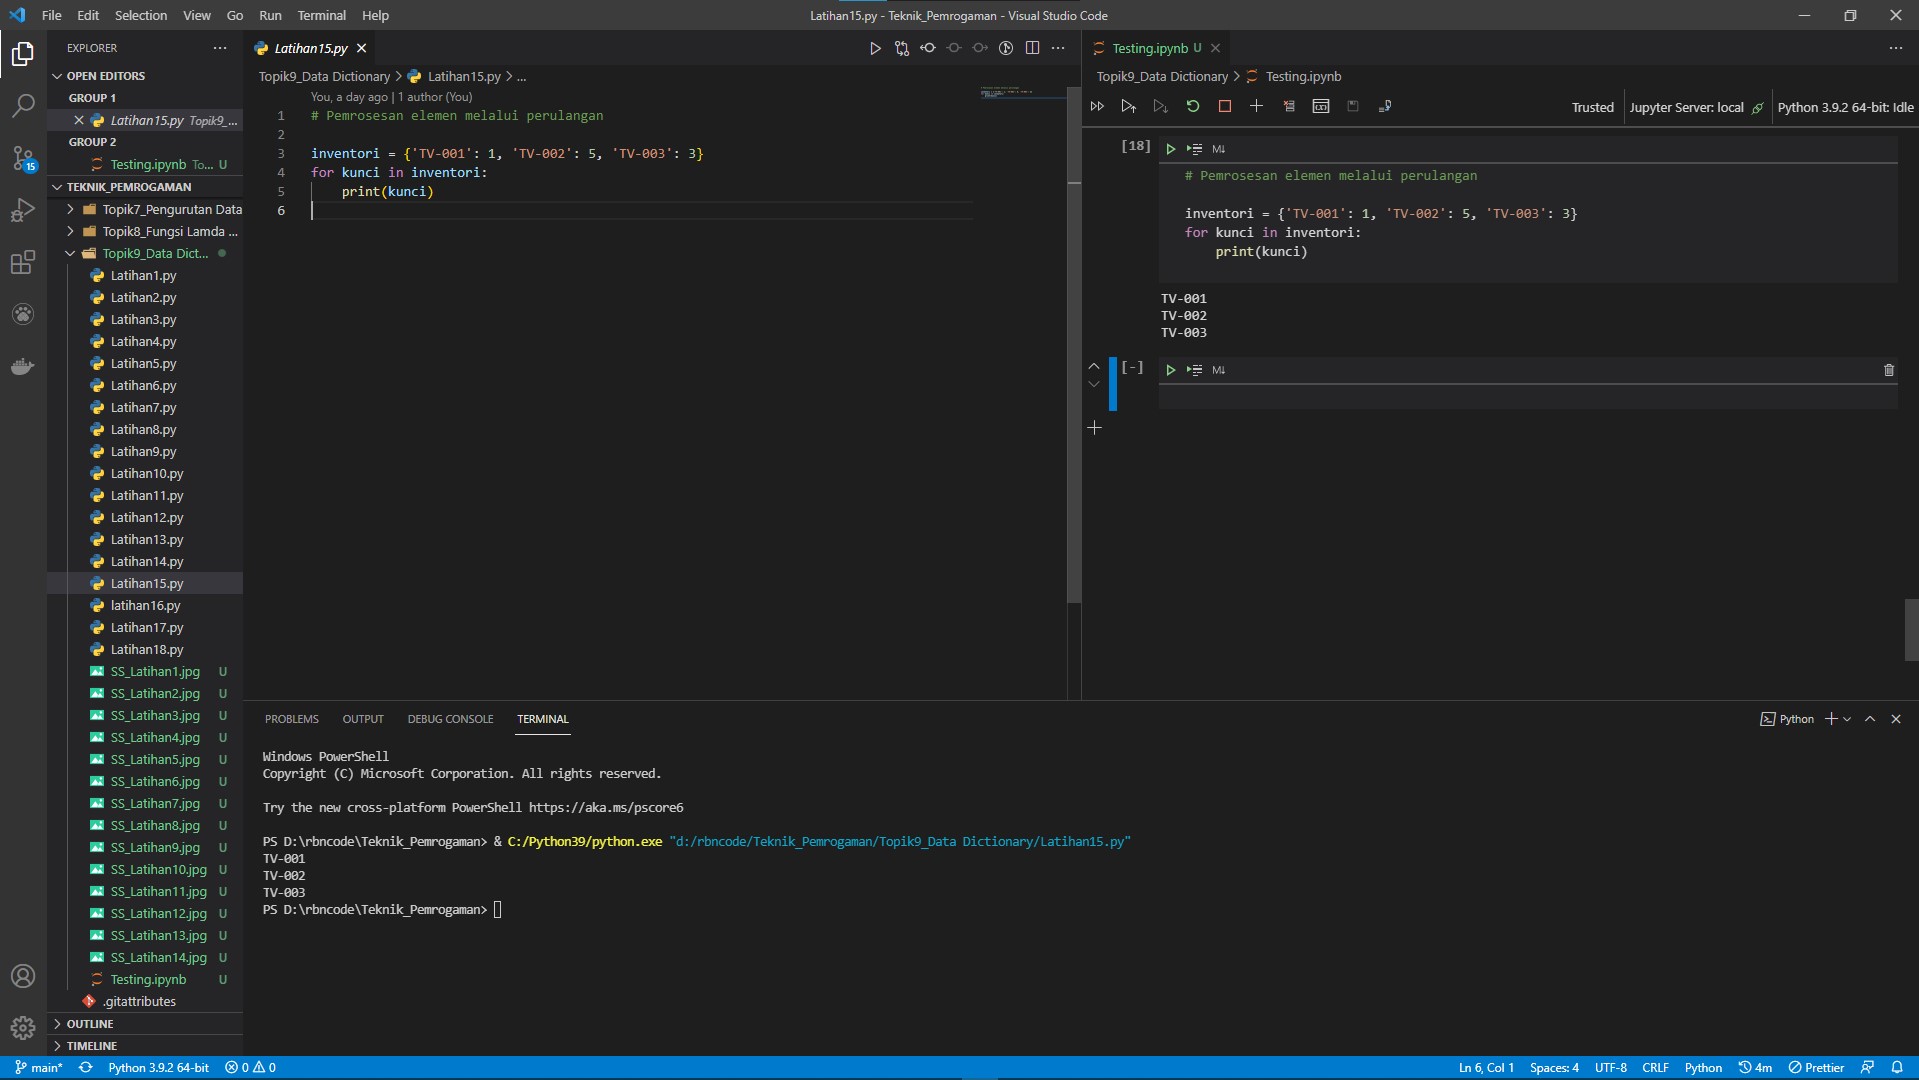 File Edit Selection View Go Run Terminal Help
Latihan15.py - Teknik_Pemrogaman - Visual Studio Code
EXPLORER
OPEN EDITORS
GROUP 1
Latihan15.py Topik9_...
GROUP 2
Testing.ipynb To... U
TEKNIK_PEMROGAMAN
Topik7_Pengurutan Data
Topik8_Fungsi Lamda ...
Topik9_Data Dict...
Latihan1.py
Latihan2.py
Latihan3.py
Latihan4.py
Latihan5.py
Latihan6.py
Latihan7.py
Latihan8.py
Latihan9.py
Latihan10.py
Latihan11.py
Latihan12.py
Latihan13.py
Latihan14.py
Latihan15.py
latihan16.py
Latihan17.py
Latihan18.py
SS_Latihan1.jpg U
SS_Latihan2.jpg U
SS_Latihan3.jpg U
SS_Latihan4.jpg U
SS_Latihan5.jpg U
SS_Latihan6.jpg U
SS_Latihan7.jpg U
SS_Latihan8.jpg U
SS_Latihan9.jpg U
SS_Latihan10.jpg U
SS_Latihan11.jpg U
SS_Latihan12.jpg U
SS_Latihan13.jpg U
SS_Latihan14.jpg U
Testing.ipynb U
.gitattributes
OUTLINE
TIMELINE
15
Latihan15.py
Topik9_Data Dictionary > Latihan15.py > ...
You, a day ago | 1 author (You)
1 # Pemrosesan elemen melalui perulangan
2
3 inventori = {'TV-001': 1, 'TV-002': 5, 'TV-003': 3}
4 for kunci in inventori:
5 print(kunci)
6
Testing.ipynb U
Topik9_Data Dictionary > Testing.ipynb
Trusted Jupyter Server: local Python 3.9.2 64-bit: Idle
[18] M↓
# Pemrosesan elemen melalui perulangan
inventori = {'TV-001': 1, 'TV-002': 5, 'TV-003': 3}
for kunci in inventori:
print(kunci)
TV-001
TV-002
TV-003
[-] M↓
PROBLEMS OUTPUT DEBUG CONSOLE TERMINAL
Python
Windows PowerShell
Copyright (C) Microsoft Corporation. All rights reserved.
Try the new cross-platform PowerShell https://aka.ms/pscore6
PS D:\rbncode\Teknik_Pemrogaman> & C:/Python39/python.exe "d:/rbncode/Teknik_Pemrogaman/Topik9_Data Dictionary/Latihan15.py"
TV-001
TV-002
TV-003
PS D:\rbncode\Teknik_Pemrogaman>
main* Python 3.9.2 64-bit 0 0
Ln 6, Col 1 Spaces: 4 UTF-8 CRLF Python 4m Prettier